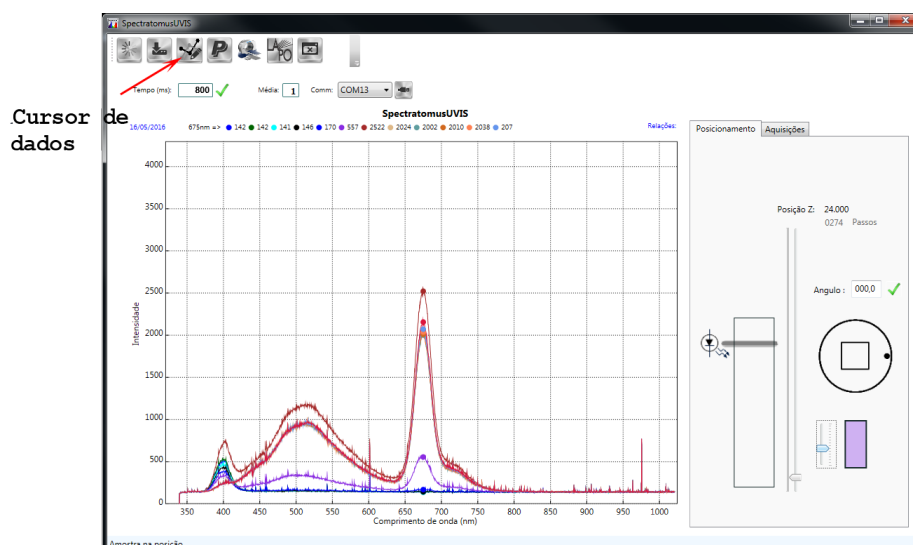 SpectratomusUVIS
Tempo (ms): 800 Média: 1 Comm: COM13
Cursor de
dados
SpectratomusUVIS
16/05/2016 675nm => 142 142 141 146 170 557 2522 2024 2002 2010 2038 207 Relações:
Posicionamento Aquisições
4000
3500
3000
2500
2000
1500
1000
500
0
Intensidade
350 400 450 500 550 600 650 700 750 800 850 900 950 1000
Comprimento de onda (nm)
Posição Z: 24.000
0274 Passos
Angulo : 000,0
Amostra na posição